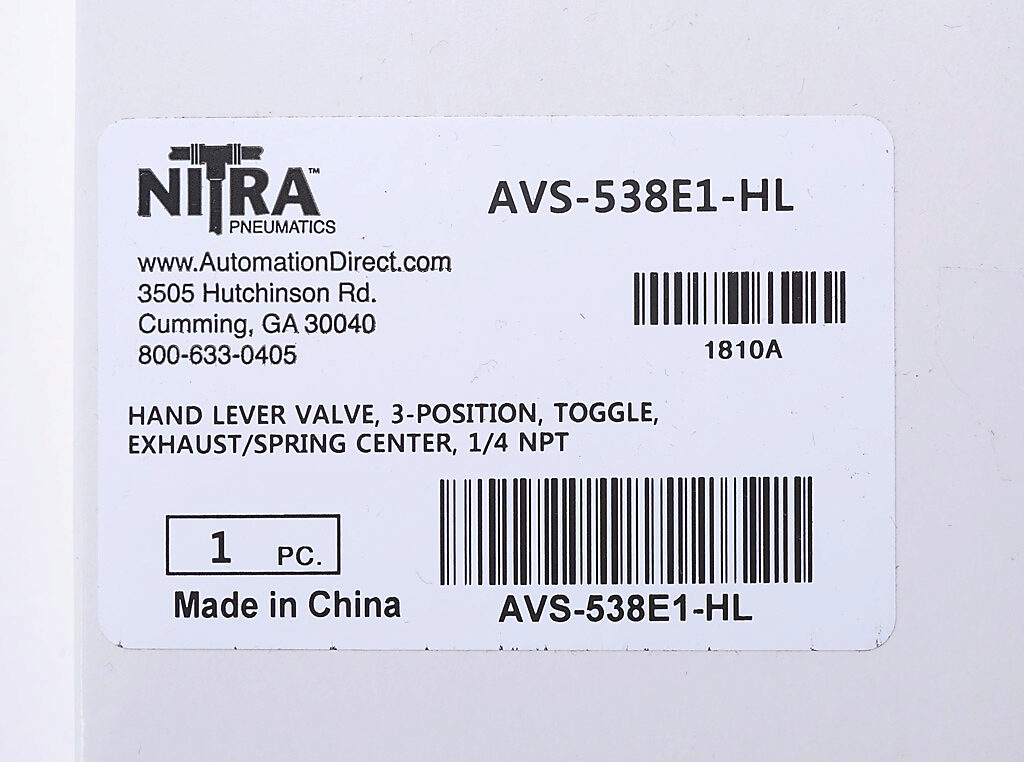 NITRA™
PNEUMATICS
AVS-538E1-HL
www.AutomationDirect.com
3505 Hutchinson Rd.
Cumming, GA 30040
800-633-0405
1810A
HAND LEVER VALVE, 3-POSITION, TOGGLE,
EXHAUST/SPRING CENTER, 1/4 NPT
1 PC.
Made in China
AVS-538E1-HL